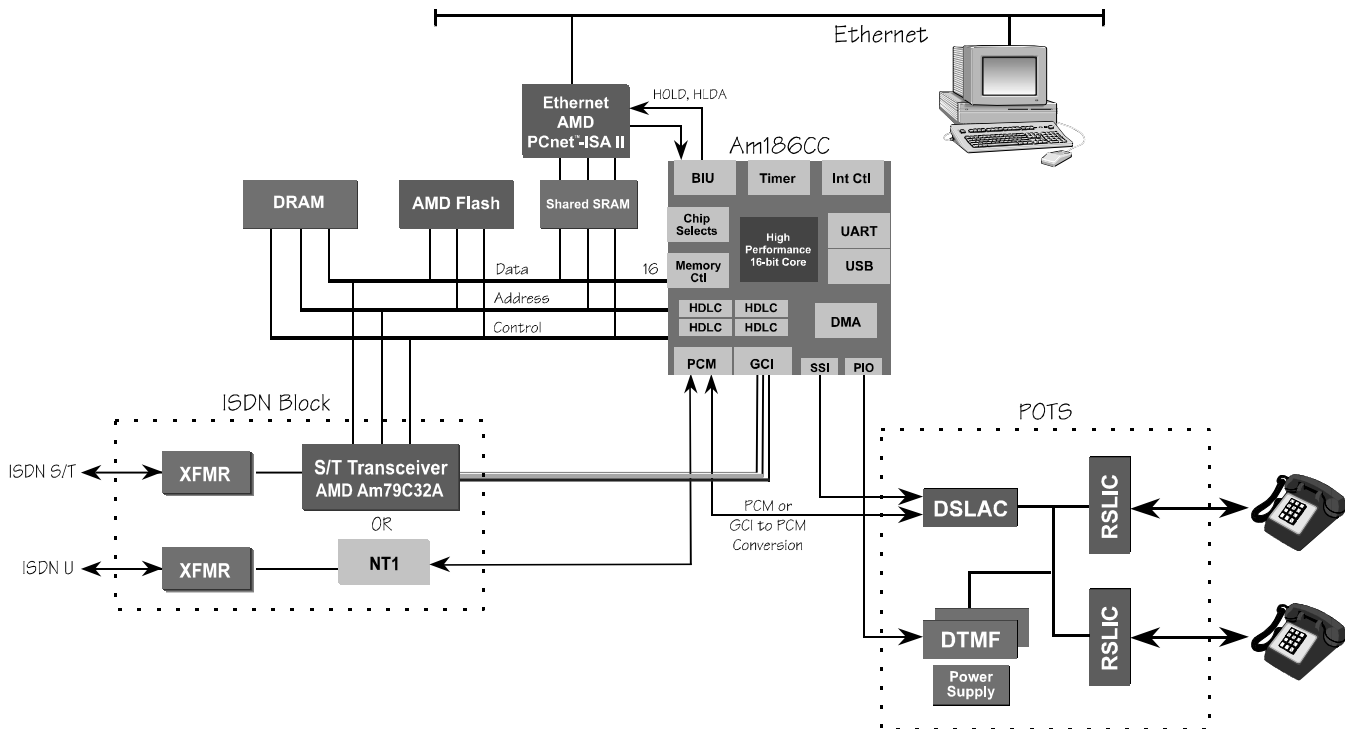 Ethernet
HOLD, HLDA
Ethernet
AMD
PCnet™-ISA II
Am186CC
BIU
Timer
Int Ctl
DRAM
AMD Flash
Shared SRAM
Chip
Selects
High
Performance
16-bit Core
UART
USB
Data
16
Memory
Ctl
Address
HDLC
HDLC
DMA
Control
HDLC
HDLC
PCM
GCI
SSI
PIO
ISDN Block
POTS
ISDN S/T
XFMR
S/T Transceiver
AMD Am79C32A
OR
ISDN U
XFMR
NT1
PCM or
GCI to PCM
Conversion
DSLAC
RSLIC
DTMF
RSLIC
Power
Supply